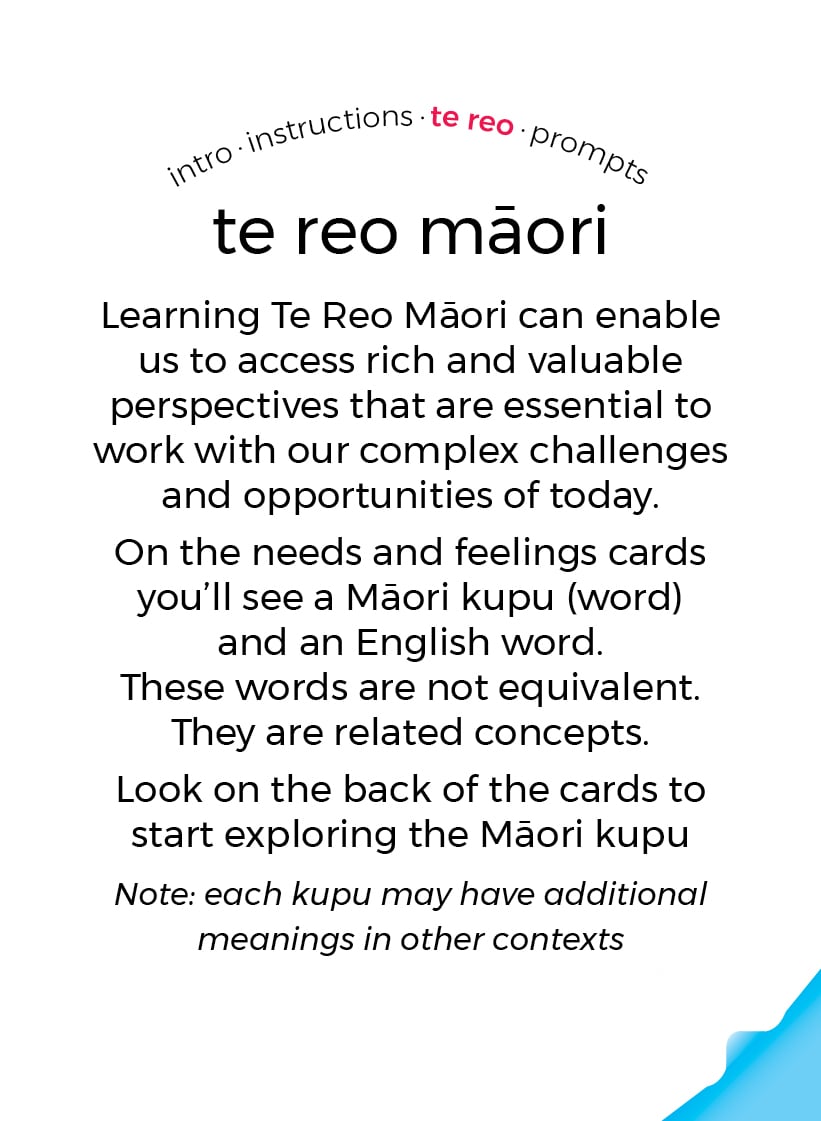 intro · instructions · te reo · prompts
te reo māori
Learning Te Reo Māori can enable
us to access rich and valuable
perspectives that are essential to
work with our complex challenges
and opportunities of today.
On the needs and feelings cards
you’ll see a Māori kupu (word)
and an English word.
These words are not equivalent.
They are related concepts.
Look on the back of the cards to
start exploring the Māori kupu
Note: each kupu may have additional
meanings in other contexts